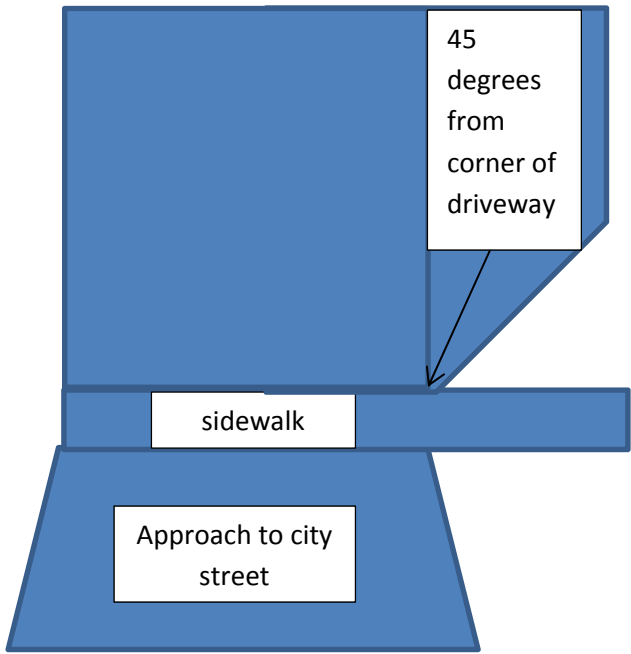 45
degrees
from
corner of
driveway
sidewalk
Approach to city
street